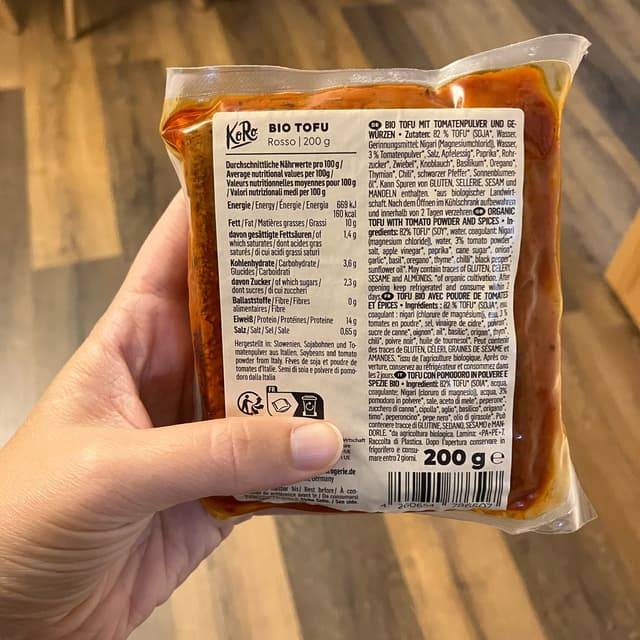 KoRo
BIO TOFU
Rosso | 200 g
Durchschnittliche Nährwerte pro 100 g /
Average nutritional values per 100g /
Valeurs nutritionnelles moyennes pour 100 g
/ Valori nutrizionali medi per 100 g
Energie / Energy / Énergie / Energia 669 kJ
160 kcal
Fett / Fat / Matières grasses / Grassi 10 g
davon gesättigte Fettsäuren / of 1,4 g
which saturates / dont acides gras
saturés / di cui acidi grassi saturi
Kohlenhydrate / Carbohydrate / 3,6 g
Glucides / Carboidrati
davon Zucker / of which sugars / 2,3 g
dont sucres / di cui zuccheri
Ballaststoffe / Fibre / Fibres 0 g
alimentaires / Fibre
Eiweiß / Protein / Protéines / Proteine 14 g
Salz / Salt / Sel / Sale 0,65 g
Hergestellt in: Slowenien, Sojabohnen und To-
matenpulver aus Italien, Soybeans and tomato
powder from Italy. Fèves de soja et poudre de
tomates d'Italie. Semi di soia e polvere di pomo-
doro dalla Italia
FR
DE BIO TOFU MIT TOMATENPULVER UND GE-
WÜRZEN • Zutaten: 82 % TOFU* (SOJA*, Wasser,
Gerinnungsmittel: Nigari (Magnesiumchlorid)), Wasser,
3 % Tomatenpulver*, Salz, Apfelessig*, Paprika*, Rohr-
zucker*, Zwiebel*, Knoblauch*, Basilikum*, Oregano*,
Thymian*, Chili*, schwarzer Pfeffer*, Sonnenblumen-
öl*. Kann Spuren von GLUTEN, SELLERIE, SESAM und
MANDELN enthalten. *aus biologischer Landwirt-
schaft. Nach dem Öffnen im Kühlschrank aufbewahren
und innerhalb von 2 Tagen verzehren. ORGANIC
TOFU WITH TOMATO POWDER AND SPICES • In-
gredients: 82% TOFU* (SOY*, water, coagulant: Nigari
(magnesium chloride)), water, 3% tomato powder*,
salt, apple vinegar*, paprika*, cane sugar*, onion*,
garlic*, basil*, oregano*, thyme*, chilli*, black pepper*,
sunflower oil*. May contain traces of GLUTEN, CELERY,
SESAME and ALMONDS. *of organic cultivation. After
opening keep refrigerated and consume within 2
days. FR TOFU BIO AVEC POUDRE DE TOMATES
ET ÉPICES • Ingrédients : 82 % TOFU* (SOJA*, eau,
coagulant : nigari (chlorure de magnésium)), eau, 3 %
tomates en poudre*, sel, vinaigre de cidre*, poivron*,
sucre de canne*, oignon*, ail*, basilic*, origan*, thym*,
chili*, poivre noir*, huile de tournesol*. Peut contenir
des traces de GLUTEN, CÉLERI, GRAINES DE SÉSAME et
AMANDES. *issu de l'agriculture biologique. Après ou-
verture, conservez au réfrigérateur et consommez dans
les 2 jours. IT TOFU CON POMODORO IN POLVERE E
SPEZIE BIO • Ingredienti: 82% TOFU* (SOIA*, acqua,
coagulante: Nigari (cloruro di magnesio)), acqua, 3%
pomodoro in polvere*, sale, aceto di mele*, peperone*,
zucchero di canna*, cipolla*, aglio*, basilico*, origano*,
timo*, peperoncino*, pepe nero*, olio di girasole*. Può
contenere tracce di GLUTINE, SEDANO, SESAMO e MAN-
DORLE. *da agricoltura biologica. Lamina: <PA+PE>7.
Raccolta di Plastica. Dopo l'apertura conservare in
frigorifero e consu-
mare entro 2 giorni.
200 g e
wirtschaft
rogerie.de
Germany
Best before
4 260654 786607